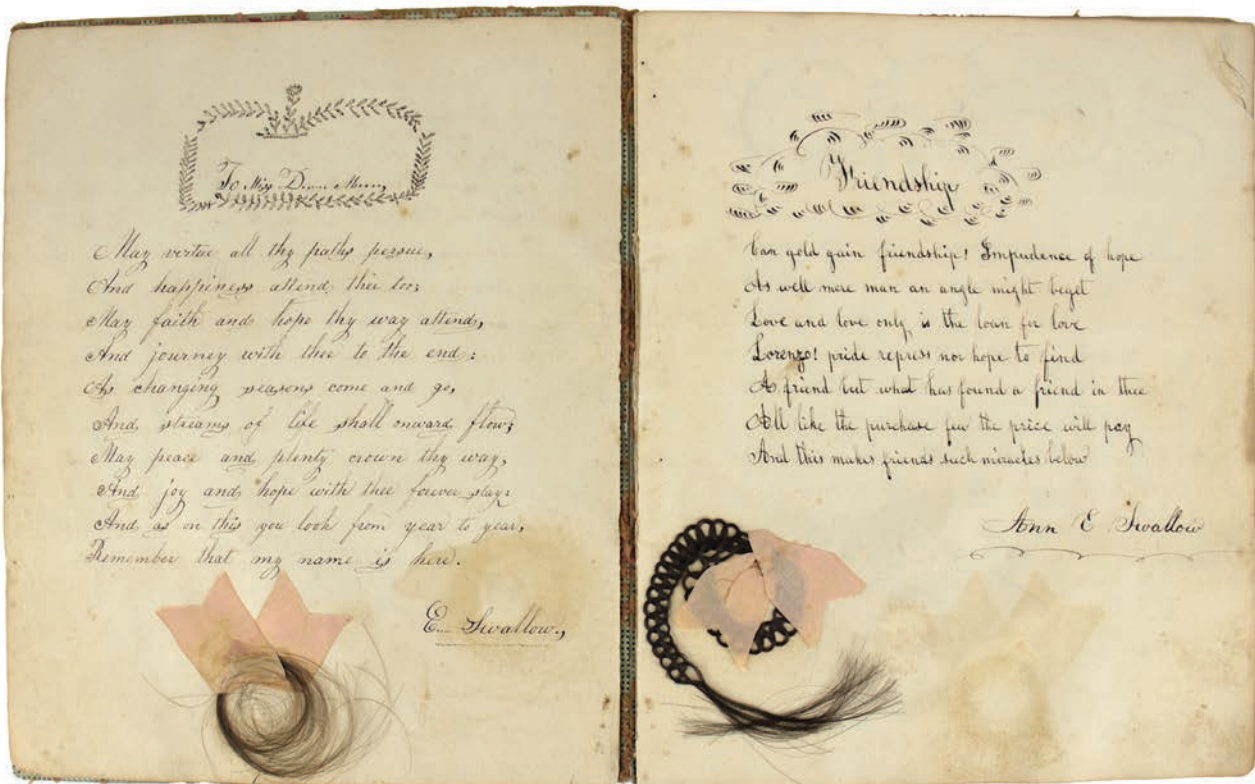 To Miss
May virtue all thy paths persue,
And happiness attend thee too;
May faith and hope thy way attend,
And journey with thee to the end:
As changing seasons come and go,
And streams of life shall onward flow;
May peace and plenty crown thy way,
And joy and hope with thee forever stay:
And as on this you look from year to year,
Remember that my name is here.
E. Swallow.,
Friendship
Can gold gain friendship! Impudence of hope
As well mere man an angle might beget
Love and love only, is the loan for love
Lorenzo! pride repress nor hope to find
A friend but what has found a friend in thee
All like the purchase few the price will pay
And this makes friends such miracles below
Ann E Swallow